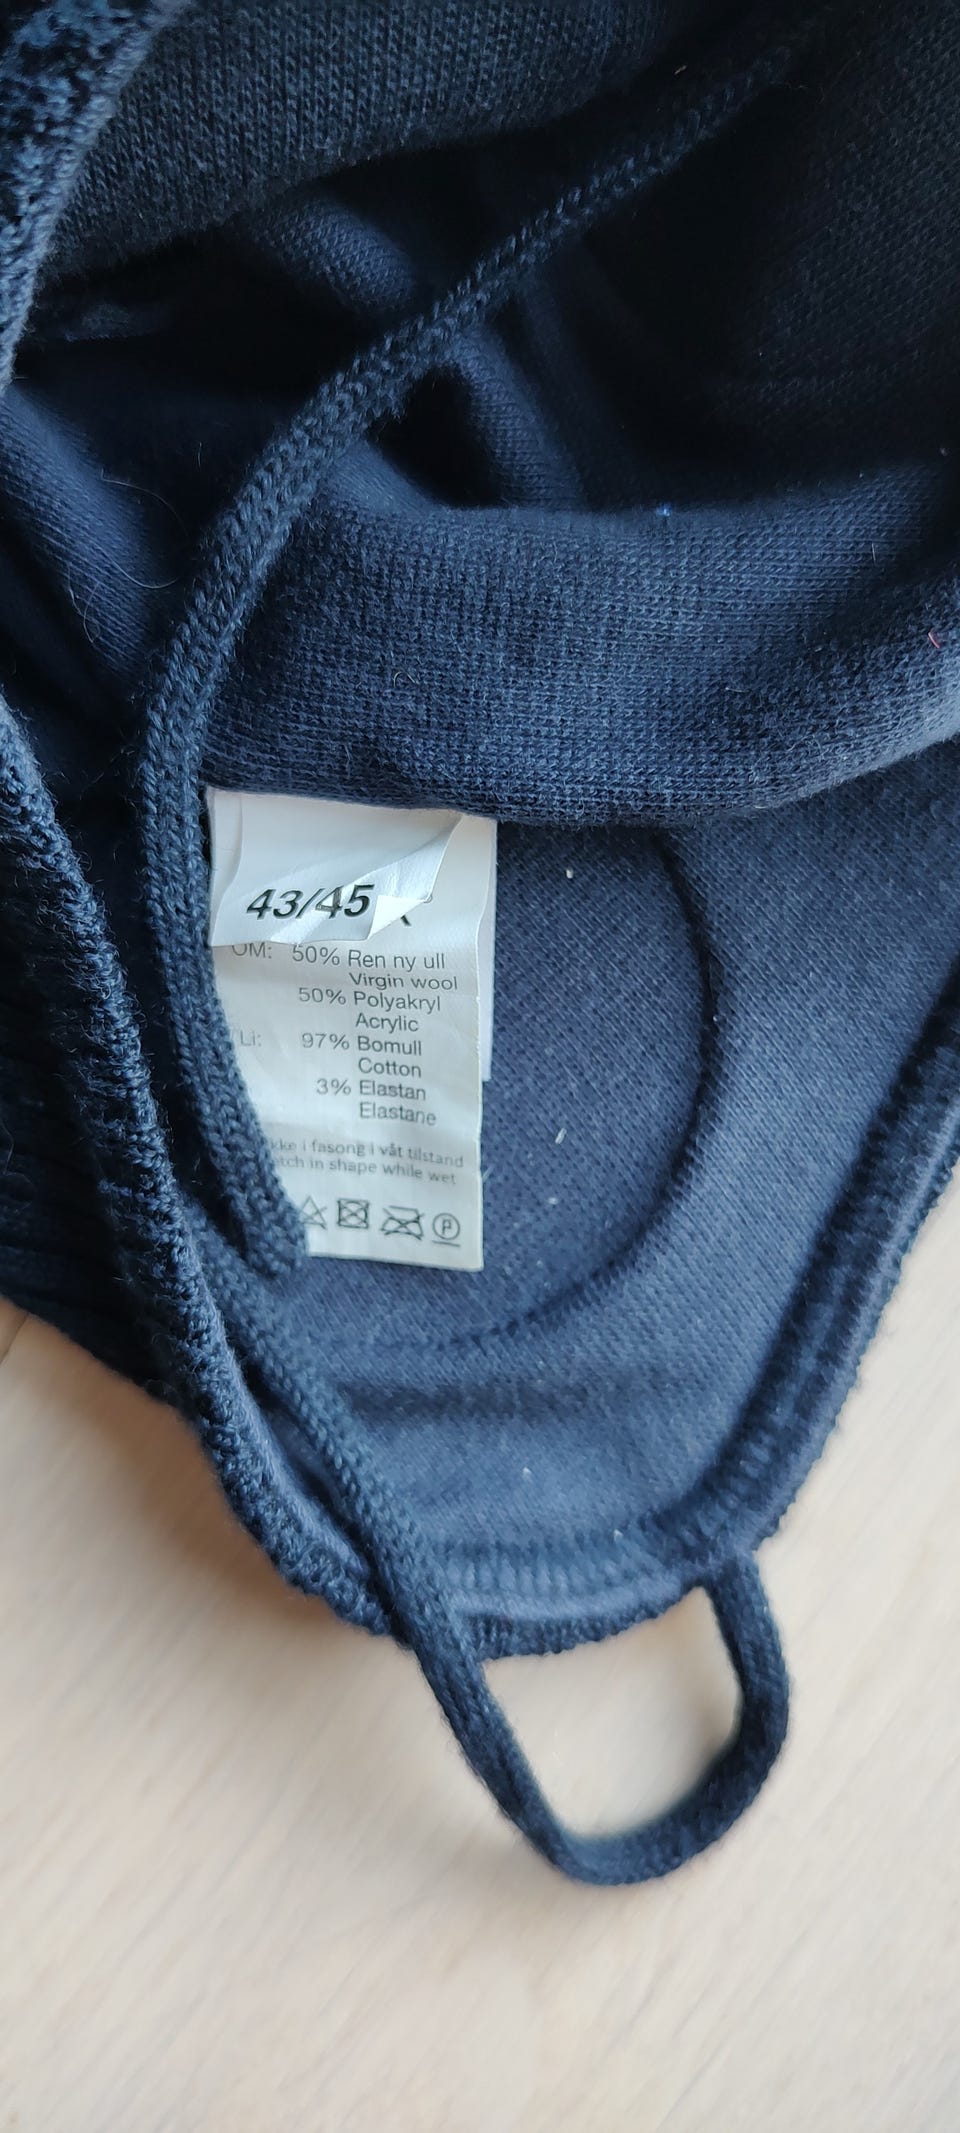 43/45
OM: 50% Ren ny ull
Virgin wool
50% Polyakryl
Acrylic
Li: 97% Bomull
Cotton
3% Elastan
Elastane
i fasong i våt tilstand
in shape while wet
P